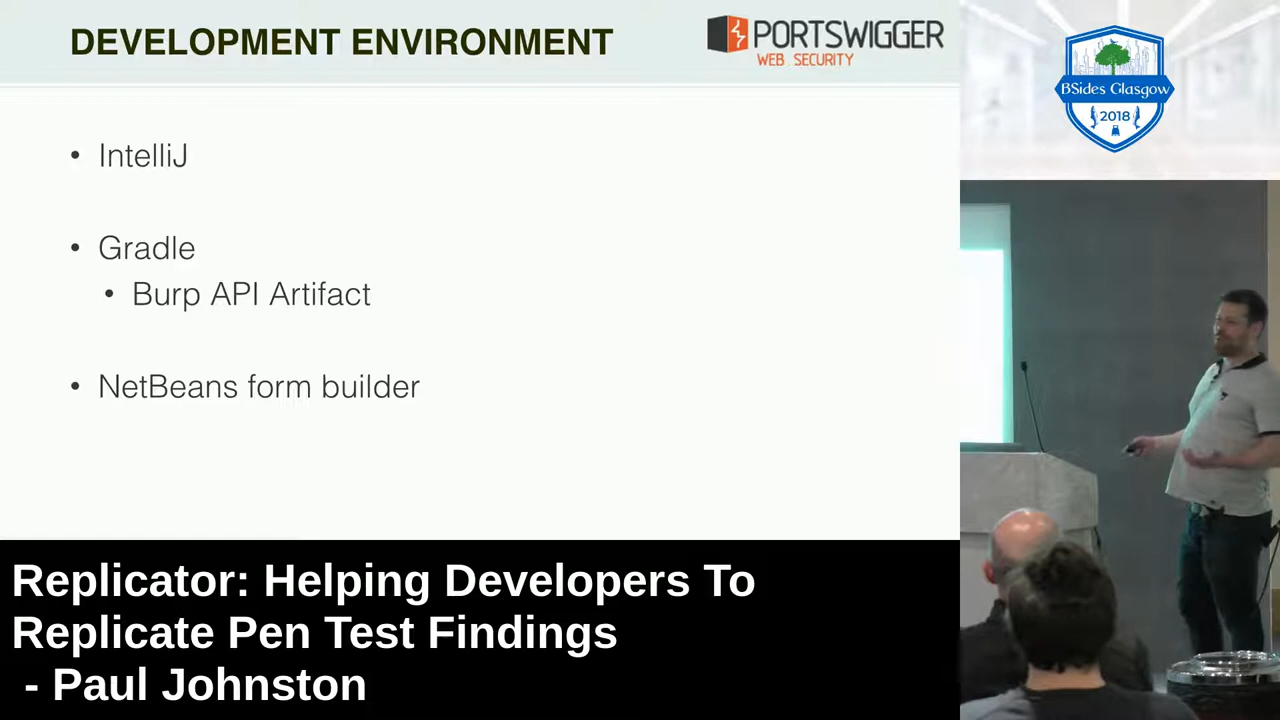 DEVELOPMENT ENVIRONMENT
PORTSWIGGER
WEB SECURITY
BSides Glasgow
2018
• IntelliJ
• Gradle
• Burp API Artifact
• NetBeans form builder
Replicator: Helping Developers To
Replicate Pen Test Findings
- Paul Johnston